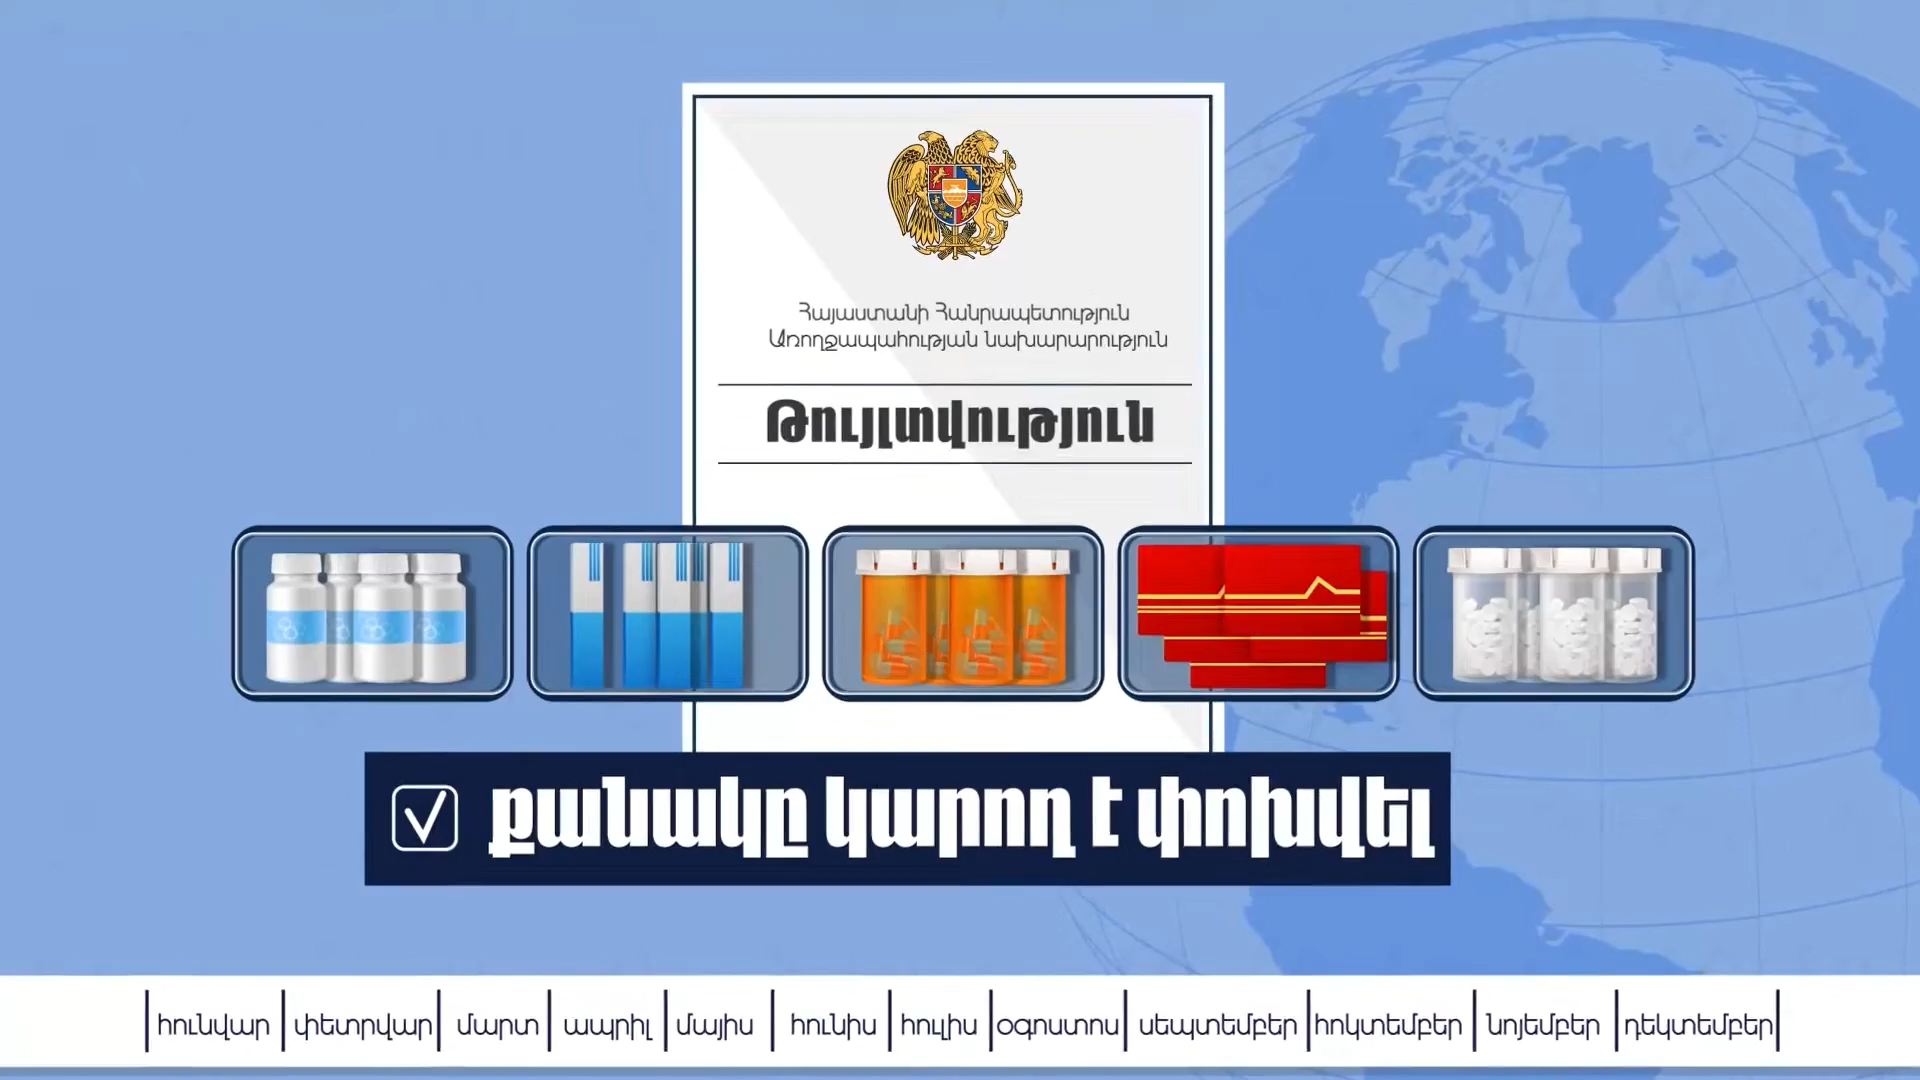 Հայաստանի Հանրապետություն
Առողջապահության նախարարություն
Թույլտվություն
քանակը կարող է փոխվել
հունվար փետրվար մարտ ապրիլ մայիս հունիս հուլիս օգոստոս սեպտեմբեր հոկտեմբեր նոյեմբեր դեկտեմբեր